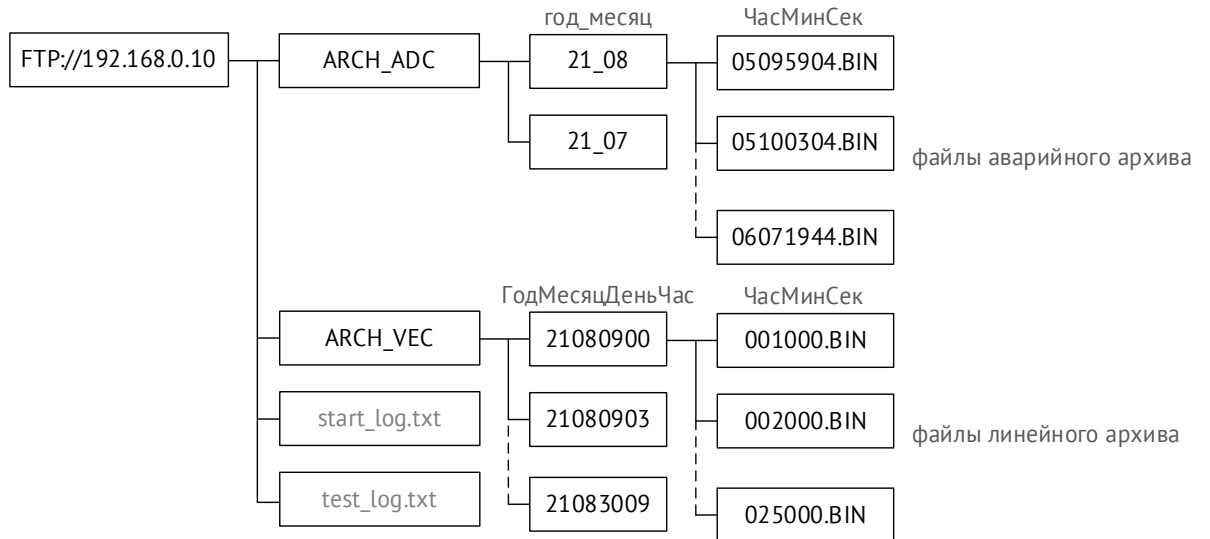 год_месяц
ЧасМинСек
FTP://192.168.0.10
ARCH_ADC
21_08
05095904.BIN
21_07
05100304.BIN
файлы аварийного архива
06071944.BIN
ГодМесяцДеньЧас
ЧасМинСек
ARCH_VEC
21080900
001000.BIN
start_log.txt
21080903
002000.BIN
файлы линейного архива
test_log.txt
21083009
025000.BIN